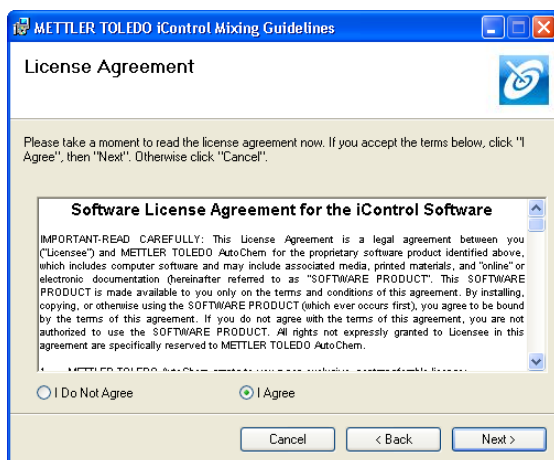 METTLER TOLEDO iControl Mixing Guidelines
License Agreement
Please take a moment to read the license agreement now. If you accept the terms below, click "I
Agree", then "Next". Otherwise click "Cancel".
Software License Agreement for the iControl Software
IMPORTANT-READ CAREFULLY: This License Agreement is a legal agreement between you
("Licensee") and METTLER TOLEDO AutoChem for the proprietary software product identified above,
which includes computer software and may include associated media, printed materials, and "online" or
electronic documentation (hereinafter referred to as "SOFTWARE PRODUCT". This SOFTWARE
PRODUCT is made available to you only on the terms and conditions of this agreement. By installing,
copying, or otherwise using the SOFTWARE PRODUCT (which ever occurs first), you agree to be bound
by the terms of this agreement. If you do not agree with the terms of this agreement, you are not
authorized to use the SOFTWARE PRODUCT. All rights not expressly granted to Licensee in this
agreement are specifically reserved to METTLER TOLEDO AutoChem.
I Do Not Agree
I Agree
Cancel
< Back
Next >